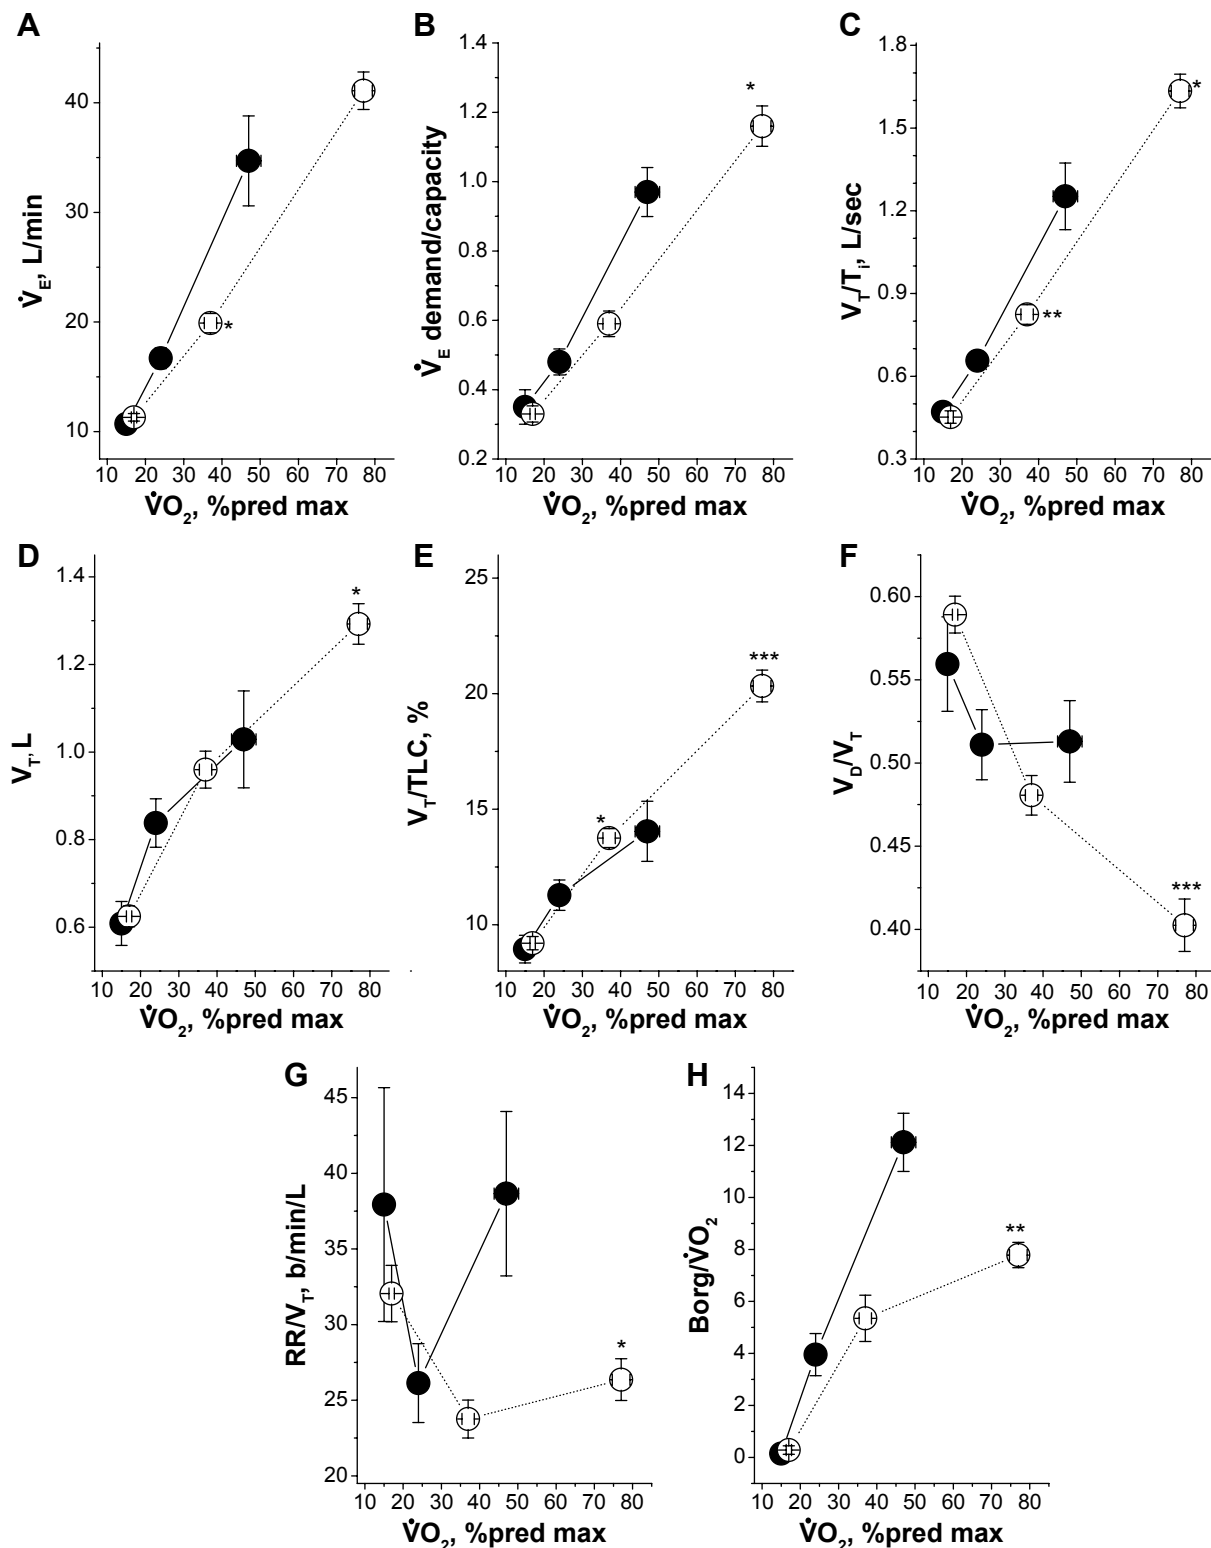 A
V̇E, L/min
40
30
20
10
*
10 20 30 40 50 60 70 80
V̇O2, %pred max
B
V̇E demand/capacity
1.4
1.2
1.0
0.8
0.6
0.4
0.2
*
10 20 30 40 50 60 70 80
V̇O2, %pred max
C
VT/Ti, L/sec
1.8
1.5
1.2
0.9
0.6
0.3
*
**
10 20 30 40 50 60 70 80
V̇O2, %pred max
D
VT, L
1.4
1.2
1.0
0.8
0.6
*
10 20 30 40 50 60 70 80
V̇O2, %pred max
E
VT/TLC, %
25
20
15
10
***
*
10 20 30 40 50 60 70 80
V̇O2, %pred max
F
VD/VT
0.60
0.55
0.50
0.45
0.40
***
10 20 30 40 50 60 70 80
V̇O2, %pred max
G
RR/VT, b/min/L
45
40
35
30
25
20
*
10 20 30 40 50 60 70 80
V̇O2, %pred max
H
Borg/V̇O2
14
12
10
8
6
4
2
0
**
10 20 30 40 50 60 70 80
V̇O2, %pred max